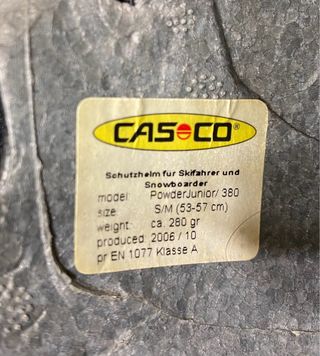 CASCO®
Schutzhelm für Skifahrer und
Snowboarder
model: PowderJunior/ 380
size S/M (53-57 cm)
weight: ca. 280 gr
produced: 2006 / 10
pr EN 1077 Klasse A